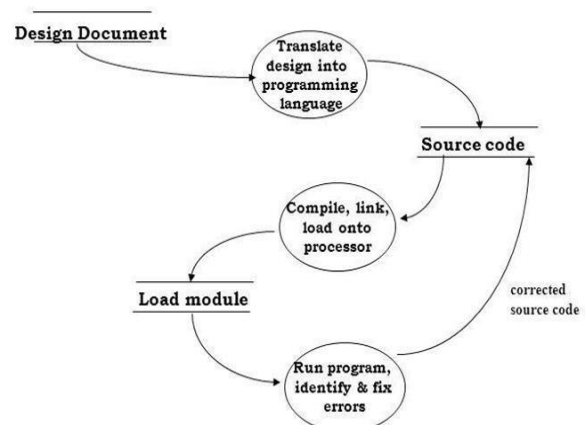 Design Document
Translate
design into
programming
language
Source code
Compile, link,
load onto
processor
Load module
corrected
source code
Run program,
identify & fix
errors